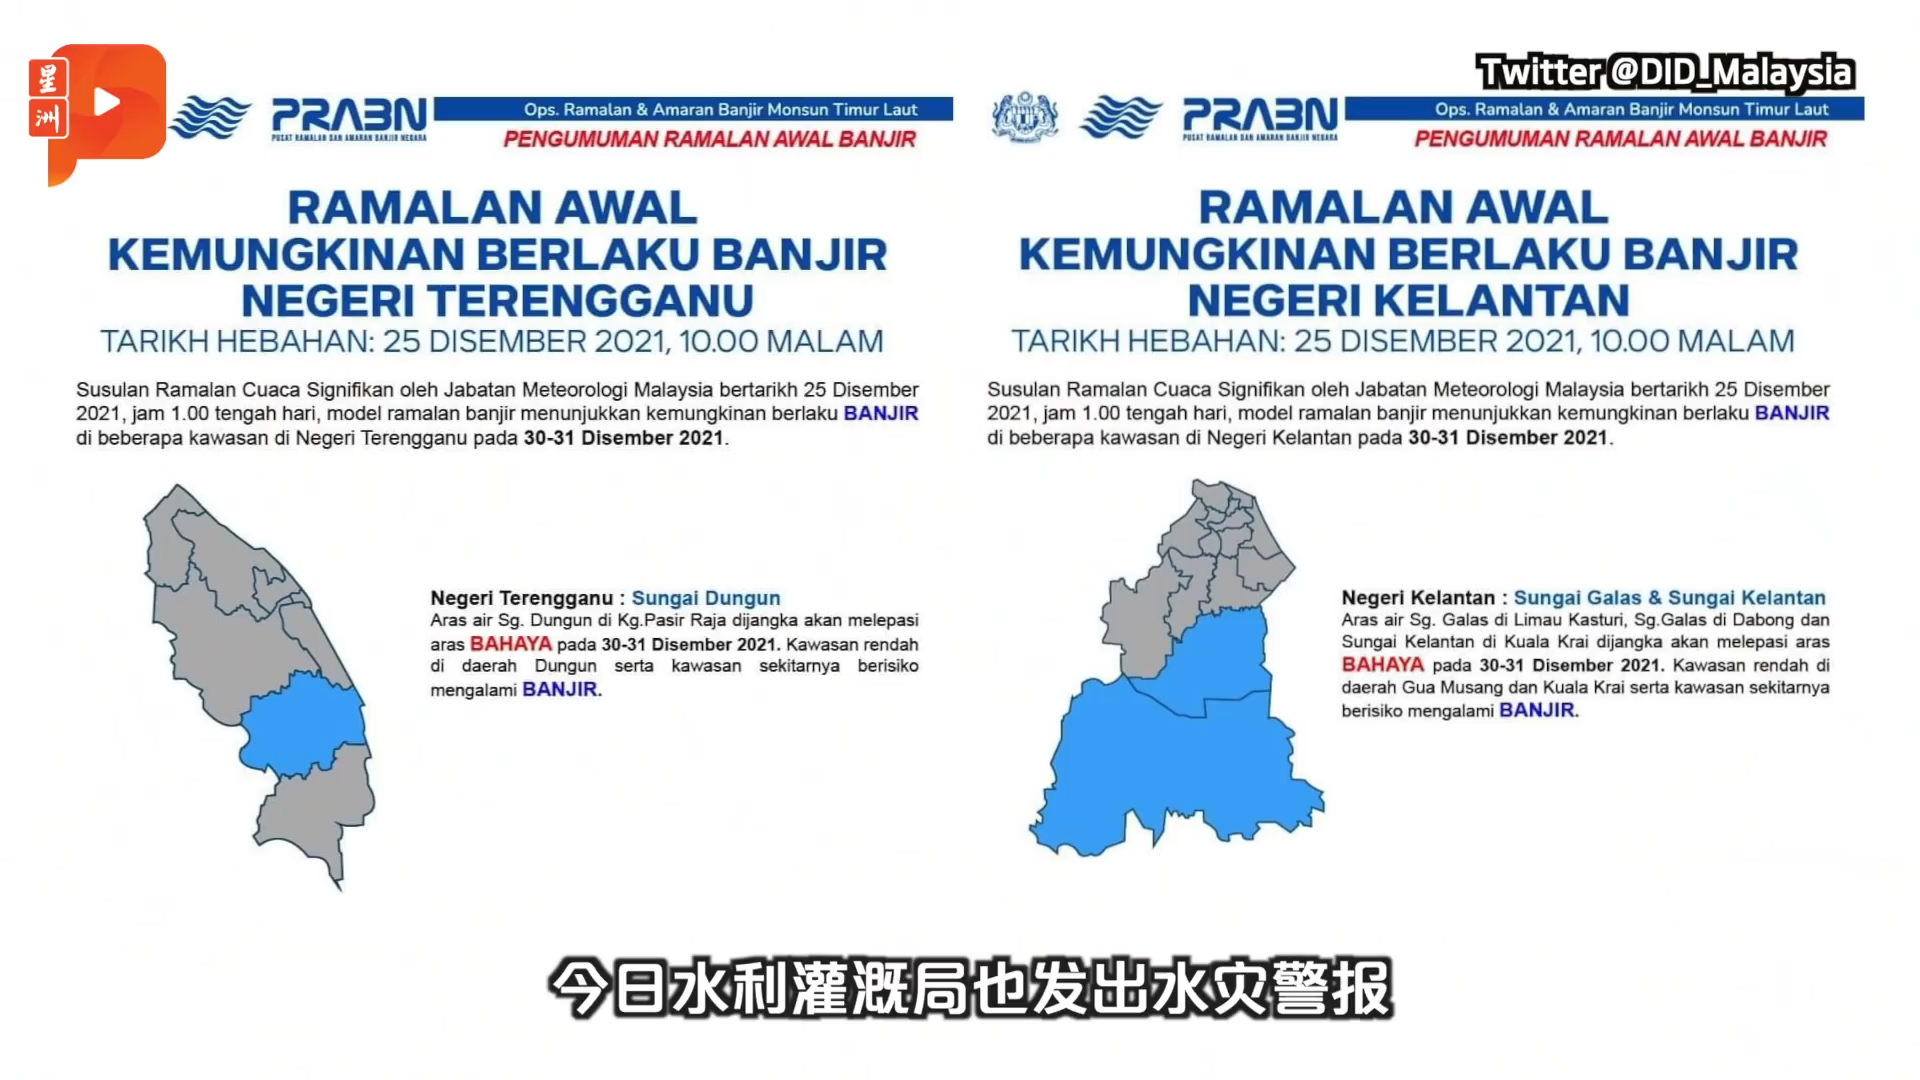 星洲
Twitter @DID_Malaysia
PRABN
PUSAT RAMALAN DAN AMARAN BANJIR NEGARA
Ops. Ramalan & Amaran Banjir Monsun Timur Laut
PENGUMUMAN RAMALAN AWAL BANJIR
RAMALAN AWAL
KEMUNGKINAN BERLAKU BANJIR
NEGERI TERENGGANU
TARIKH HEBAHAN: 25 DISEMBER 2021, 10.00 MALAM
Susulan Ramalan Cuaca Signifikan oleh Jabatan Meteorologi Malaysia bertarikh 25 Disember
2021, jam 1.00 tengah hari, model ramalan banjir menunjukkan kemungkinan berlaku BANJIR
di beberapa kawasan di Negeri Terengganu pada 30-31 Disember 2021.
Negeri Terengganu : Sungai Dungun
Aras air Sg. Dungun di Kg.Pasir Raja dijangka akan melepasi
aras BAHAYA pada 30-31 Disember 2021. Kawasan rendah
di daerah Dungun serta kawasan sekitarnya berisiko
mengalami BANJIR.
PRABN
PUSAT RAMALAN DAN AMARAN BANJIR NEGARA
Ops. Ramalan & Amaran Banjir Monsun Timur Laut
PENGUMUMAN RAMALAN AWAL BANJIR
RAMALAN AWAL
KEMUNGKINAN BERLAKU BANJIR
NEGERI KELANTAN
TARIKH HEBAHAN: 25 DISEMBER 2021, 10.00 MALAM
Susulan Ramalan Cuaca Signifikan oleh Jabatan Meteorologi Malaysia bertarikh 25 Disember
2021, jam 1.00 tengah hari, model ramalan banjir menunjukkan kemungkinan berlaku BANJIR
di beberapa kawasan di Negeri Kelantan pada 30-31 Disember 2021.
Negeri Kelantan : Sungai Galas & Sungai Kelantan
Aras air Sg. Galas di Limau Kasturi, Sg.Galas di Dabong dan
Sungai Kelantan di Kuala Krai dijangka akan melepasi aras
BAHAYA pada 30-31 Disember 2021. Kawasan rendah di
daerah Gua Musang dan Kuala Krai serta kawasan sekitarnya
berisiko mengalami BANJIR.
今日水利灌溉局也发出水灾警报